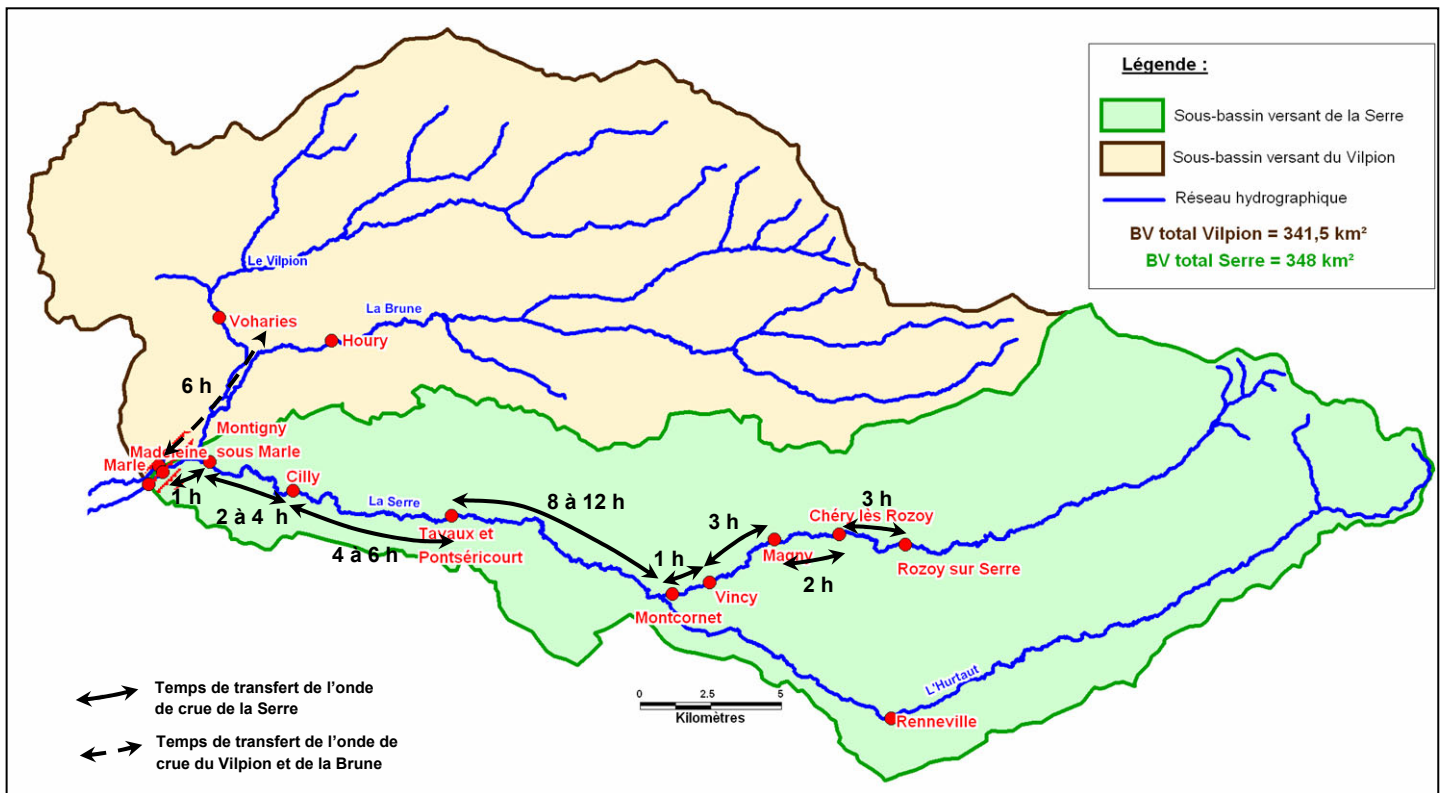 Légende :
Sous-bassin versant de la Serre
Sous-bassin versant du Vilpion
Réseau hydrographique
BV total Vilpion = 341,5 km²
BV total Serre = 348 km²
Le Vilpion
La Brune
Voharies
Houry
6 h
Montigny
sous Marle
Madeleine
Marle
1 h
Cilly
2 à 4 h
La Serre
4 à 6 h
Tavaux et
Pontséricourt
8 à 12 h
1 h
3 h
Montcornet
Vincy
Magny
2 h
3 h
Chéry lès Rozoy
Rozoy sur Serre
L'Hurtaut
Renneville
Temps de transfert de l'onde
de crue de la Serre
Temps de transfert de l'onde de
crue du Vilpion et de la Brune
0 2.5 5
Kilomètres